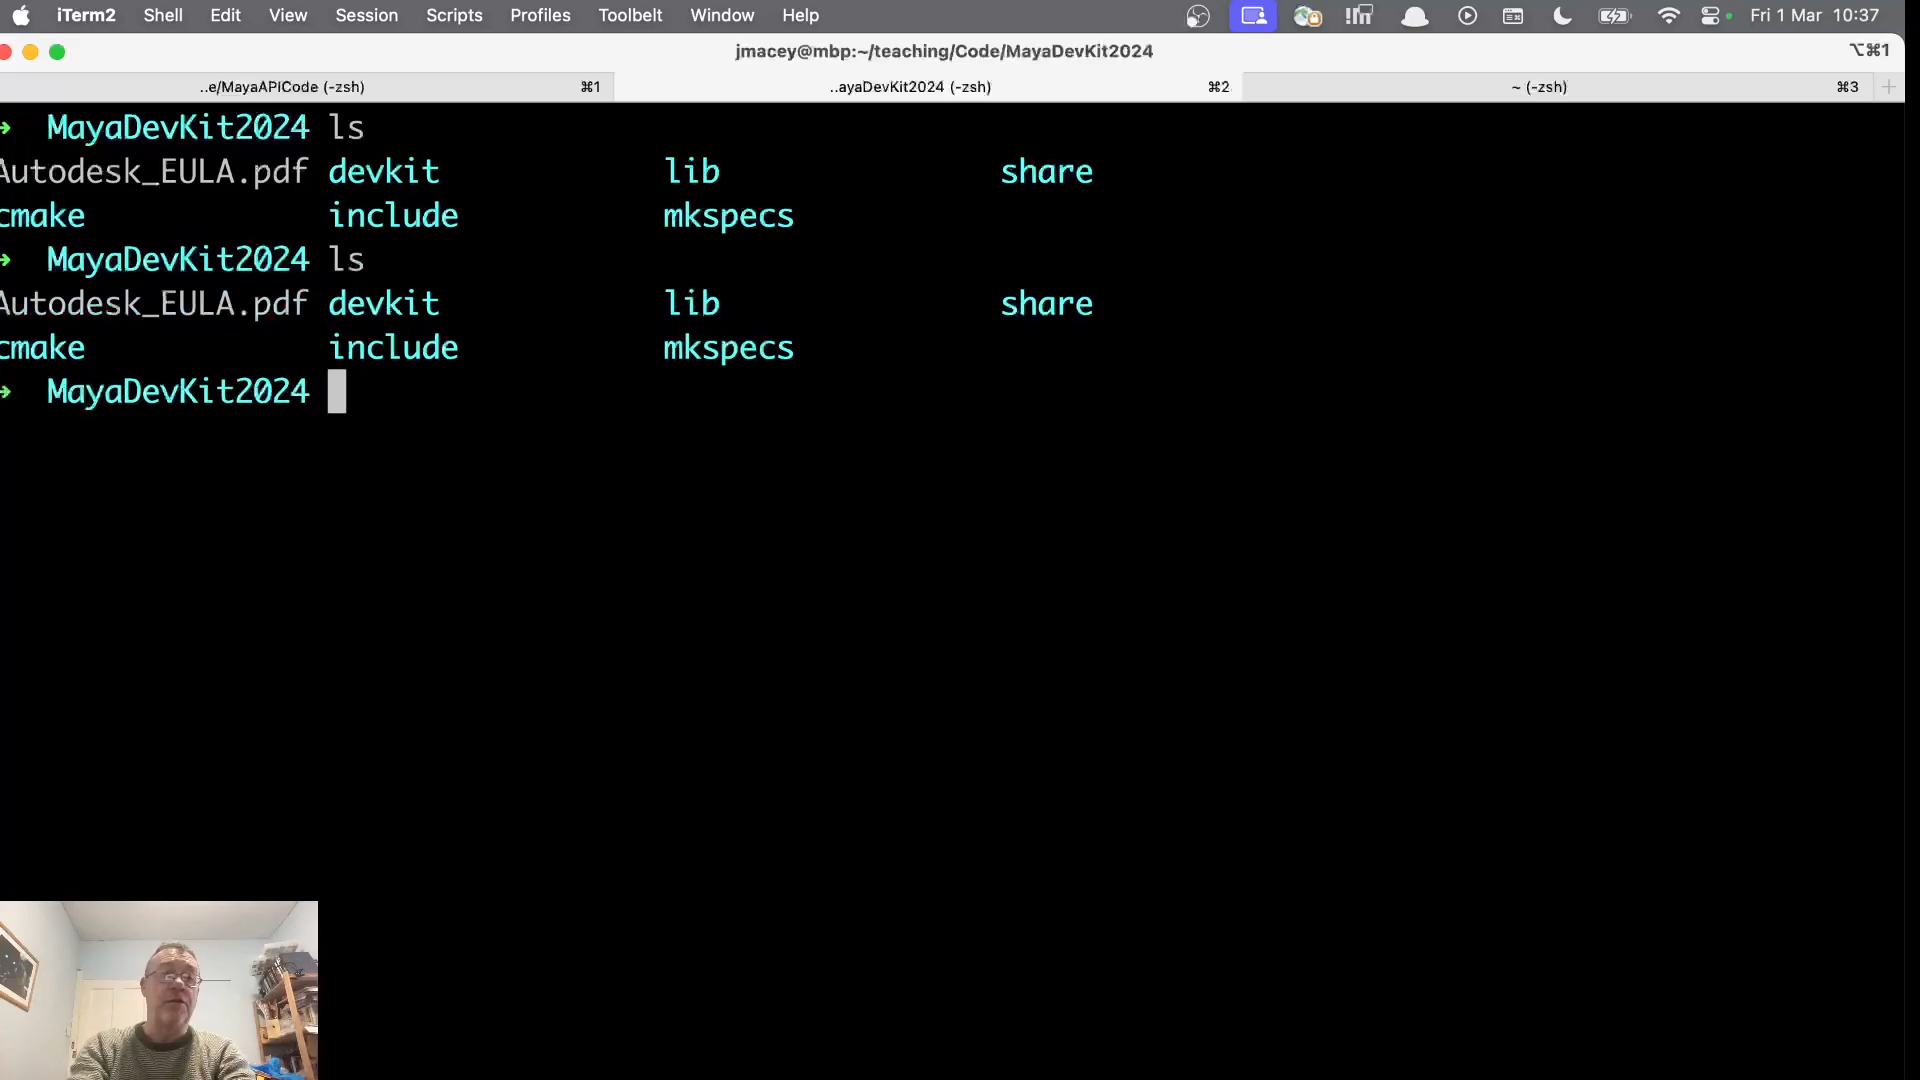 iTerm2 Shell Edit View Session Scripts Profiles Toolbelt Window Help Fri 1 Mar 10:37
jmacey@mbp:~/teaching/Code/MayaDevKit2024 ⌥⌘1
..e/MayaAPICode (-zsh) ⌘1 ..ayaDevKit2024 (-zsh) ⌘2 ~ (-zsh) ⌘3 +
➜ MayaDevKit2024 ls
Autodesk_EULA.pdf devkit lib share
cmake include mkspecs
➜ MayaDevKit2024 ls
Autodesk_EULA.pdf devkit lib share
cmake include mkspecs
➜ MayaDevKit2024